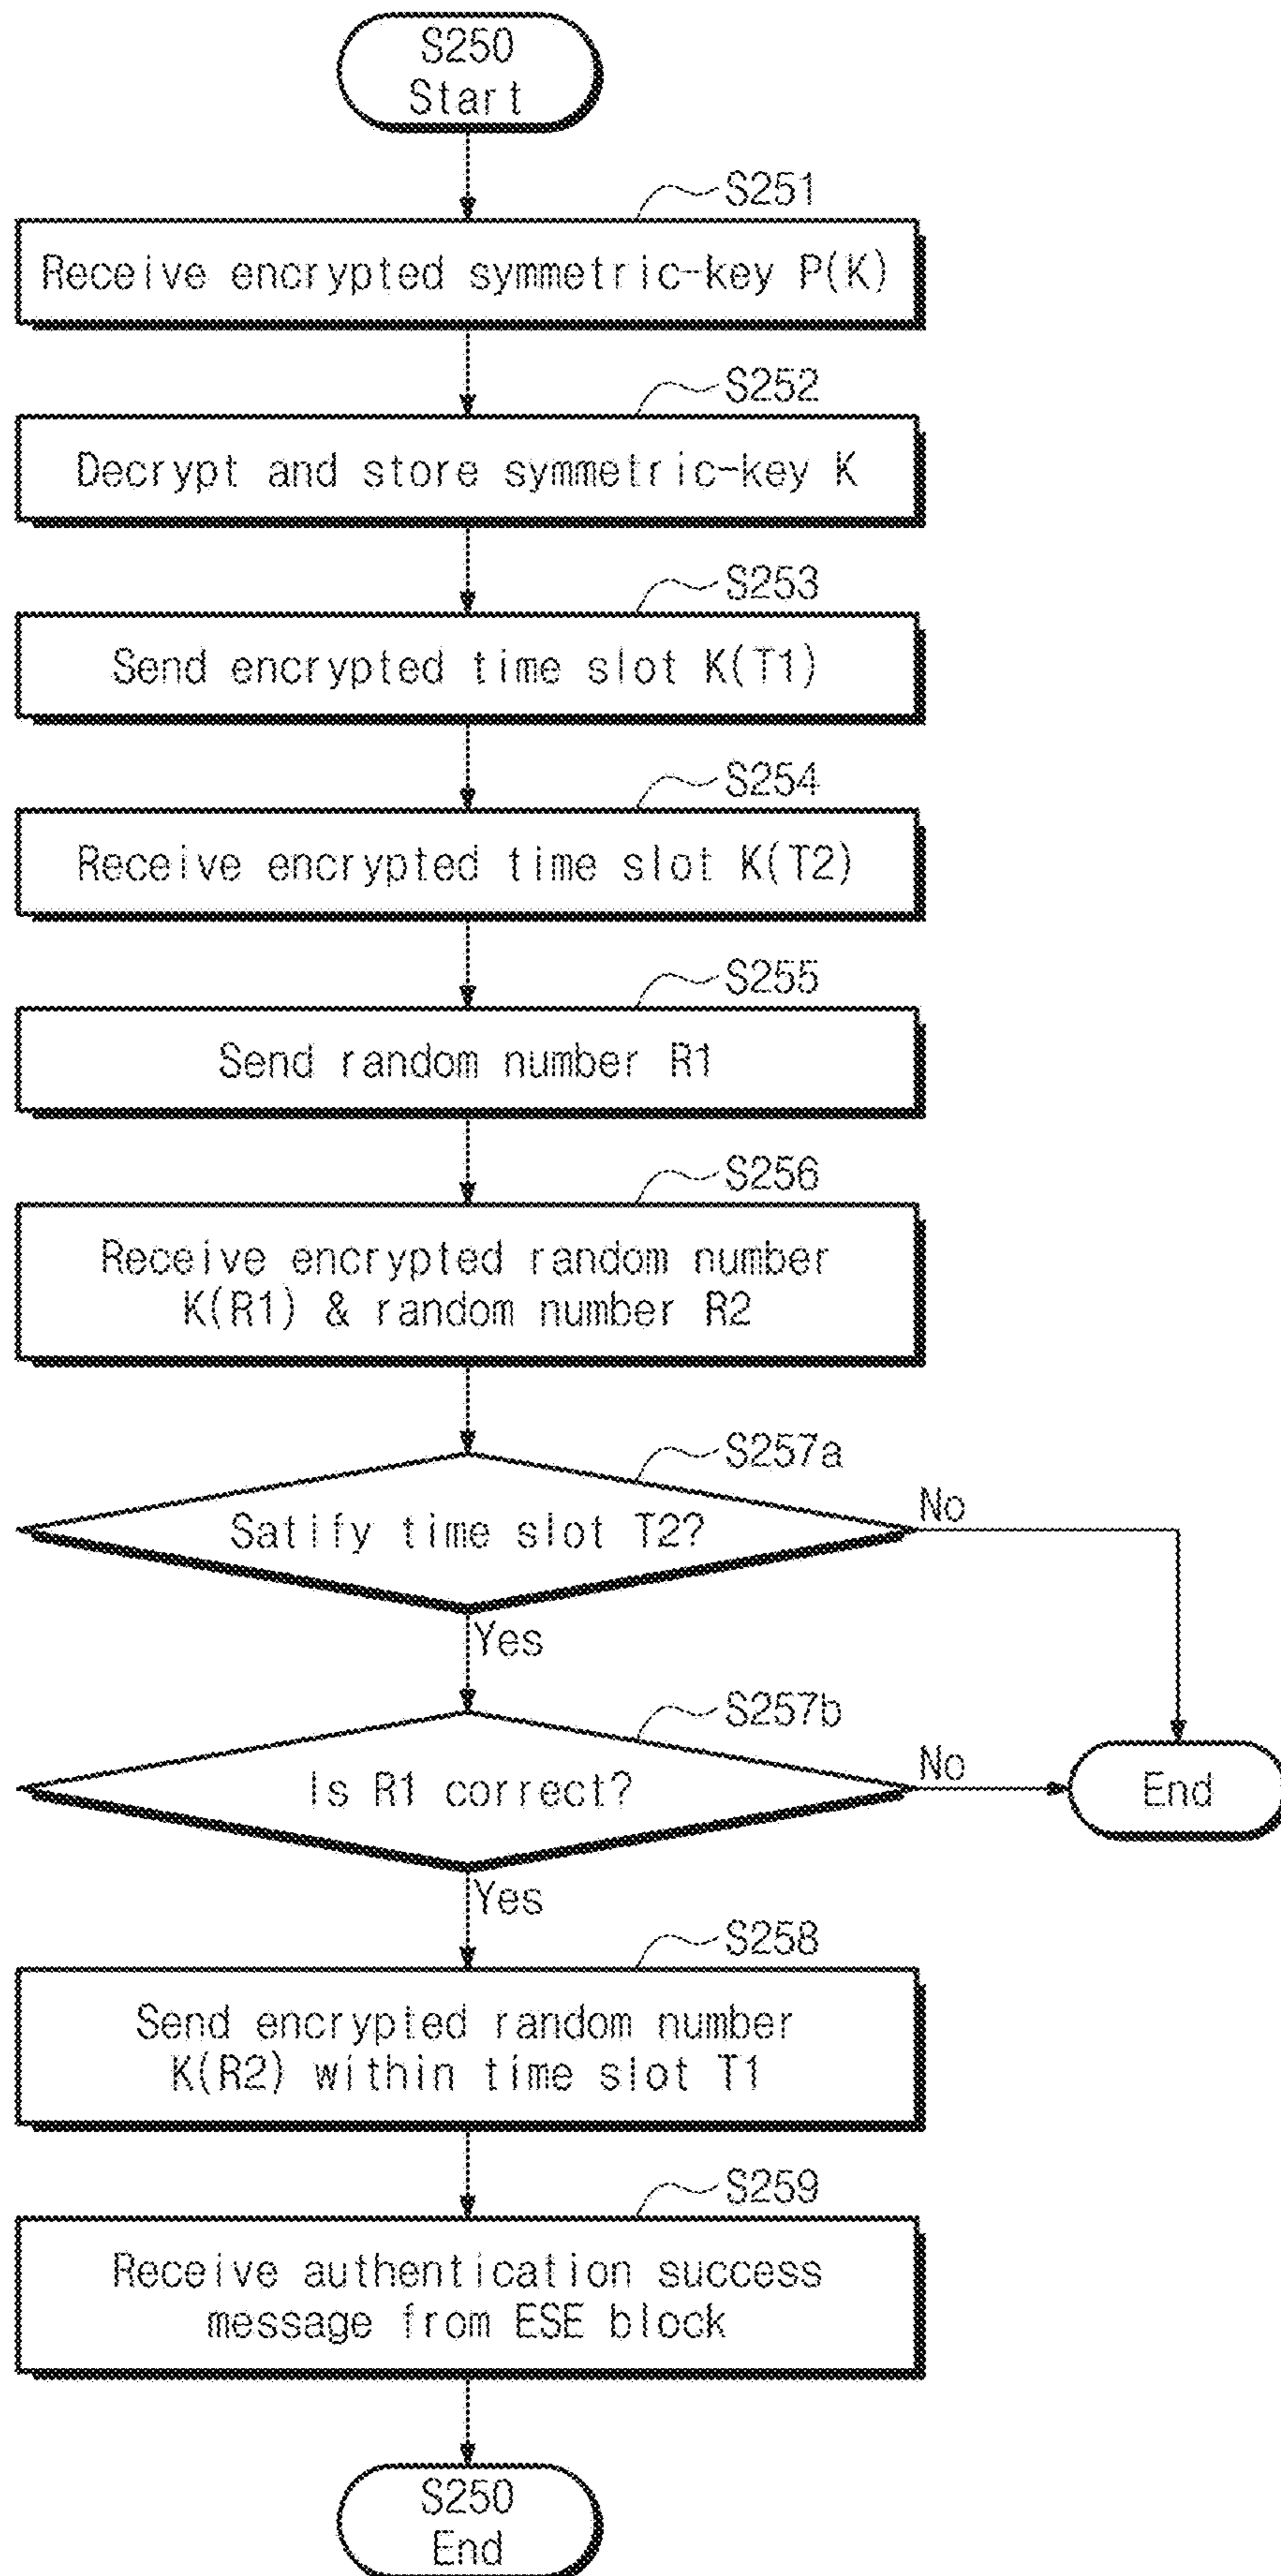 S250
Start
S251
Receive encrypted symmetric-key P(K)
S252
Decrypt and store symmetric-key K
S253
Send encrypted time slot K(T1)
S254
Receive encrypted time slot K(T2)
S255
Send random number R1
S256
Receive encrypted random number
K(R1) & random number R2
S257a
Satify time slot T2?
No
Yes
S257b
Is R1 correct?
No
End
Yes
S258
Send encrypted random number
K(R2) within time slot T1
S259
Receive authentication success
message from ESE block
S250
End